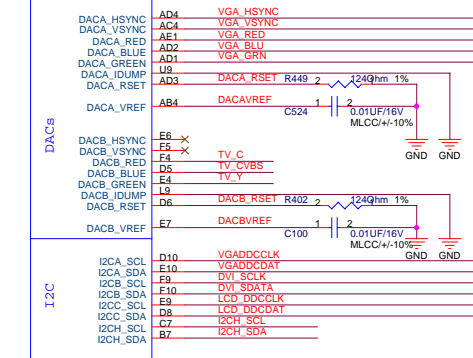 DACA_HSYNC AD4 VGA_HSYNC
DACA_VSYNC AC4 VGA_VSYNC
DACA_RED AE1 VGA_RED
DACA_BLUE AD2 VGA_BLU
DACA_GREEN AD1 VGA_GRN
DACA_IDUMP U9
DACA_RSET AD3 DACA_RSET R449 2 124Ohm 1%
DACA_VREF AB4 DACAVREF 1 2 0.01UF/16V
C524 MLCC/+/-10%
GND GND
DACs
DACB_HSYNC E6
DACB_VSYNC F5
DACB_RED F4 TV_C
DACB_BLUE D5 TV_CVBS
DACB_GREEN E4 TV_Y
DACB_IDUMP L9
DACB_RSET D6 DACB_RSET R402 2 124Ohm 1%
DACB_VREF E7 DACBVREF 1 2 0.01UF/16V
C100 MLCC/+/-10%
GND GND
I2C
I2CA_SCL D10 VGADDCCLK
I2CA_SDA E10 VGADDCDAT
I2CB_SCL F9 DVI_SCLK
I2CB_SDA F10 DVI_SDATA
I2CC_SCL E9 LCD_DDCCLK
I2CC_SDA D8 LCD_DDCDAT
I2CH_SCL C7 I2CH_SCL
I2CH_SDA B7 I2CH_SDA